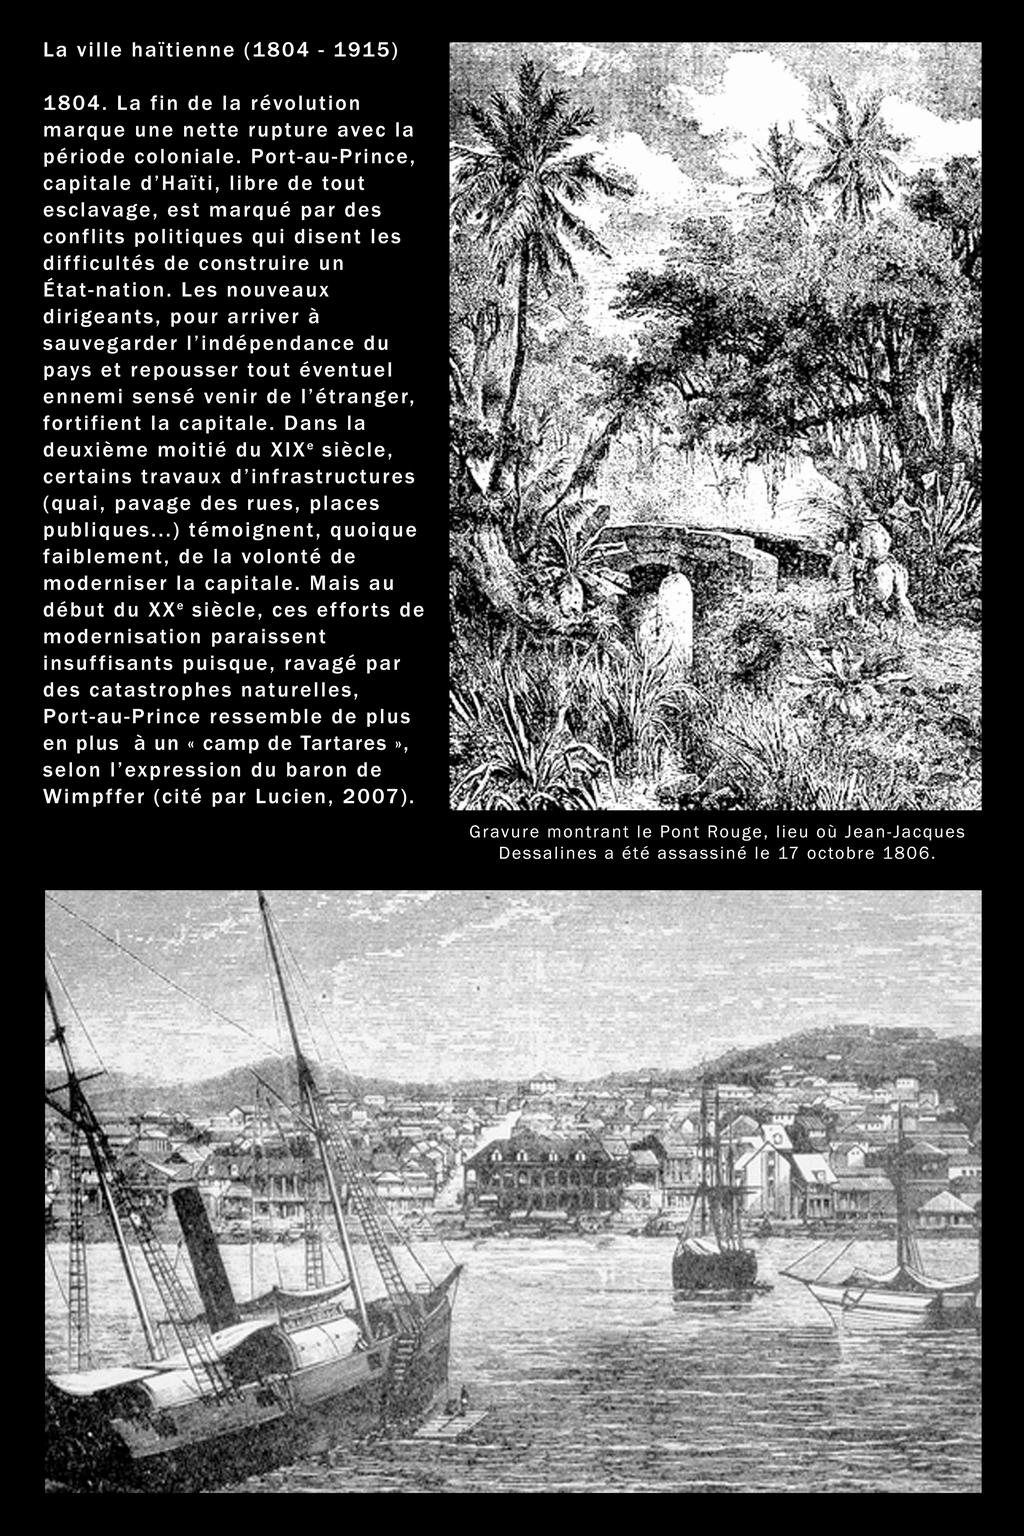 La ville haïtienne (1804 - 1915)
1804. La fin de la révolution
marque une nette rupture avec la
période coloniale. Port-au-Prince,
capitale d’Haïti, libre de tout
esclavage, est marqué par des
conflits politiques qui disent les
difficultés de construire un
État-nation. Les nouveaux
dirigeants, pour arriver à
sauvegarder l’indépendance du
pays et repousser tout éventuel
ennemi sensé venir de l’étranger,
fortifient la capitale. Dans la
deuxième moitié du XIXᵉ siècle,
certains travaux d’infrastructures
(quai, pavage des rues, places
publiques...) témoignent, quoique
faiblement, de la volonté de
moderniser la capitale. Mais au
début du XXᵉ siècle, ces efforts de
modernisation paraissent
insuffisants puisque, ravagé par
des catastrophes naturelles,
Port-au-Prince ressemble de plus
en plus à un « camp de Tartares »,
selon l’expression du baron de
Wimpffer (cité par Lucien, 2007).
Gravure montrant le Pont Rouge, lieu où Jean-Jacques
Dessalines a été assassiné le 17 octobre 1806.